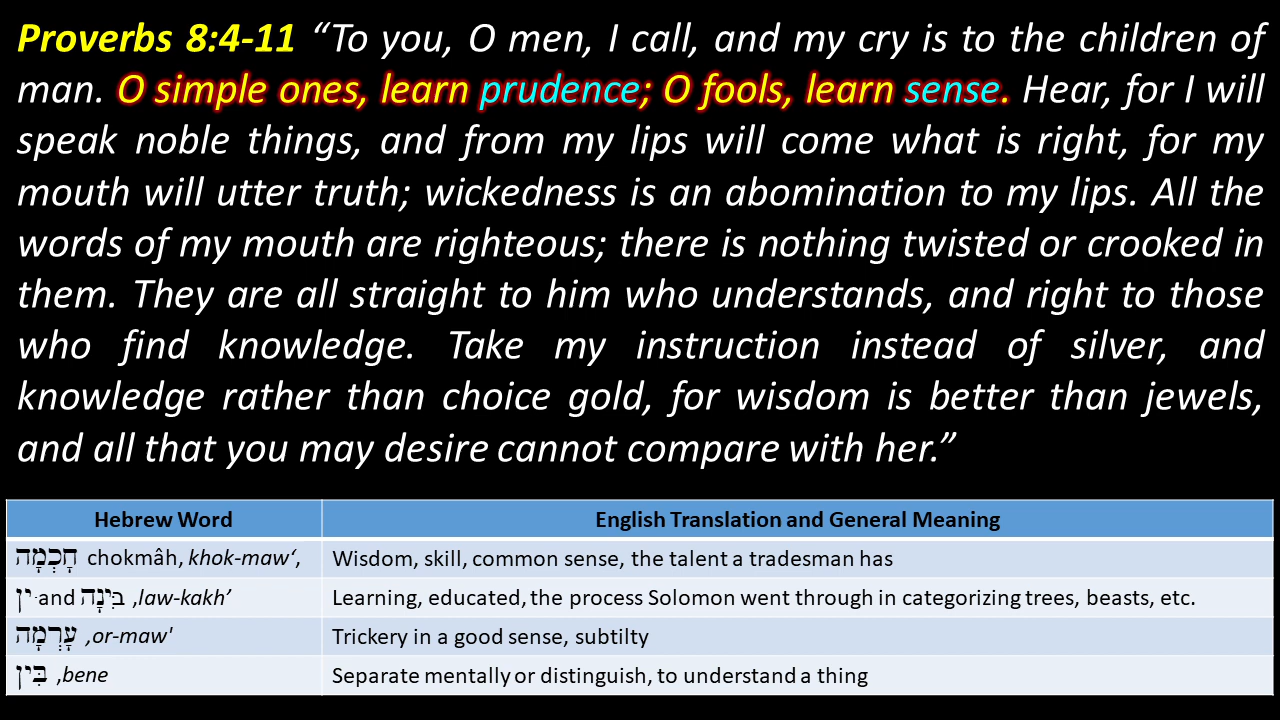 Proverbs 8:4-11 “To you, O men, I call, and my cry is to the children of
man. O simple ones, learn prudence; O fools, learn sense. Hear, for I will
speak noble things, and from my lips will come what is right, for my
mouth will utter truth; wickedness is an abomination to my lips. All the
words of my mouth are righteous; there is nothing twisted or crooked in
them. They are all straight to him who understands, and right to those
who find knowledge. Take my instruction instead of silver, and
knowledge rather than choice gold, for wisdom is better than jewels,
and all that you may desire cannot compare with her.”
Hebrew Word English Translation and General Meaning
חָכְמָה chokmâh, khok-maw‘, Wisdom, skill, common sense, the talent a tradesman has
ין and בִּינָה ,law-kakh’ Learning, educated, the process Solomon went through in categorizing trees, beasts, etc.
עָרְמָה ,or-maw' Trickery in a good sense, subtilty
בִּין ,bene Separate mentally or distinguish, to understand a thing